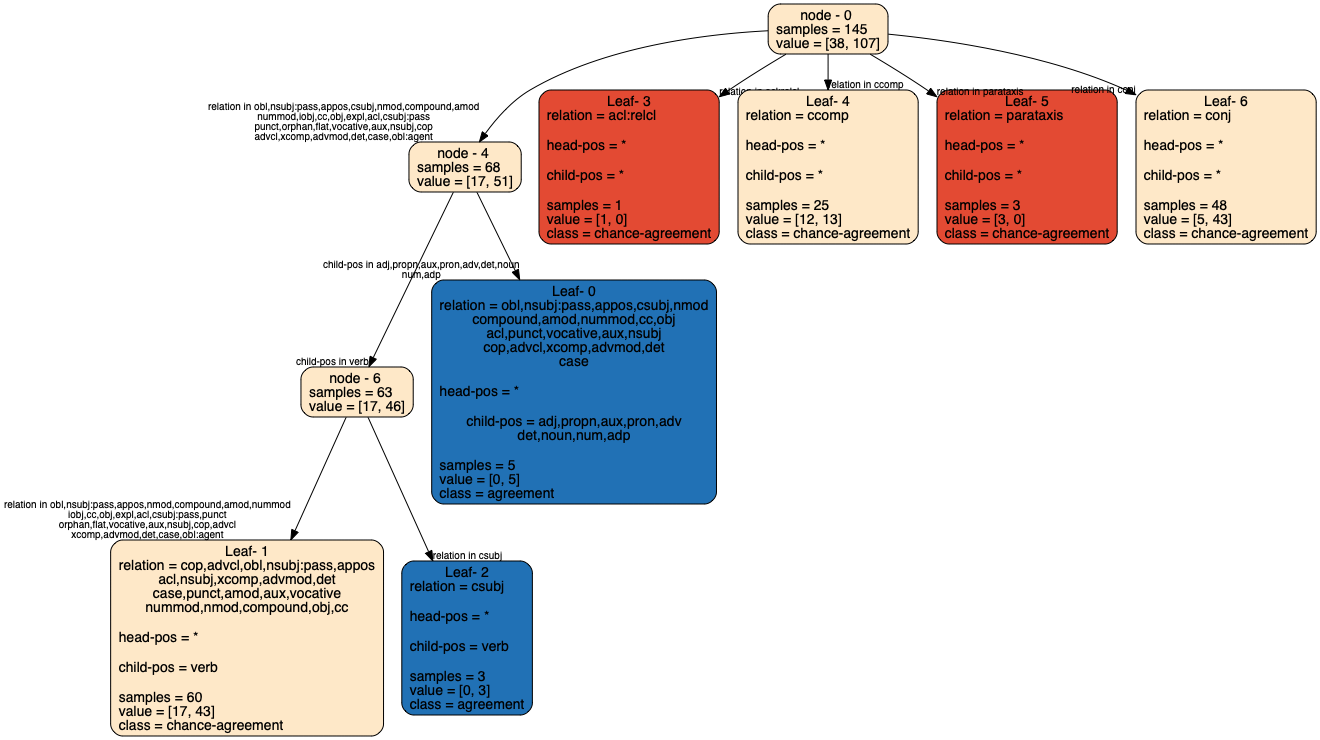 node - 0
samples = 145
value = [38, 107]
relation in obl,nsubj:pass,appos,csubj,nmod,compound,amod
nummod,iobj,cc,obj,expl,acl,csubj:pass
punct,orphan,flat,vocative,aux,nsubj,cop
advcl,xcomp,advmod,det,case,obl:agent
node - 4
samples = 68
value = [17, 51]
Leaf- 3
relation = acl:relcl
head-pos = *
child-pos = *
samples = 1
value = [1, 0]
class = chance-agreement
relation in ccomp
Leaf- 4
relation = ccomp
head-pos = *
child-pos = *
samples = 25
value = [12, 13]
class = chance-agreement
relation in parataxis
Leaf- 5
relation = parataxis
head-pos = *
child-pos = *
samples = 3
value = [3, 0]
class = chance-agreement
relation in conj
Leaf- 6
relation = conj
head-pos = *
child-pos = *
samples = 48
value = [5, 43]
class = chance-agreement
child-pos in adj,propn,aux,pron,adv,det,noun
num,adp
Leaf- 0
relation = obl,nsubj:pass,appos,csubj,nmod
compound,amod,nummod,cc,obj
acl,punct,vocative,aux,nsubj
cop,advcl,xcomp,advmod,det
case
head-pos = *
child-pos = adj,propn,aux,pron,adv
det,noun,num,adp
samples = 5
value = [0, 5]
class = agreement
child-pos in verb
node - 6
samples = 63
value = [17, 46]
relation in obl,nsubj:pass,appos,nmod,compound,amod,nummod
iobj,cc,obj,expl,acl,csubj:pass,punct
orphan,flat,vocative,aux,nsubj,cop,advcl
xcomp,advmod,det,case,obl:agent
Leaf- 1
relation = cop,advcl,obl,nsubj:pass,appos
acl,nsubj,xcomp,advmod,det
case,punct,amod,aux,vocative
nummod,nmod,compound,obj,cc
head-pos = *
child-pos = verb
samples = 60
value = [17, 43]
class = chance-agreement
relation in csubj
Leaf- 2
relation = csubj
head-pos = *
child-pos = verb
samples = 3
value = [0, 3]
class = agreement